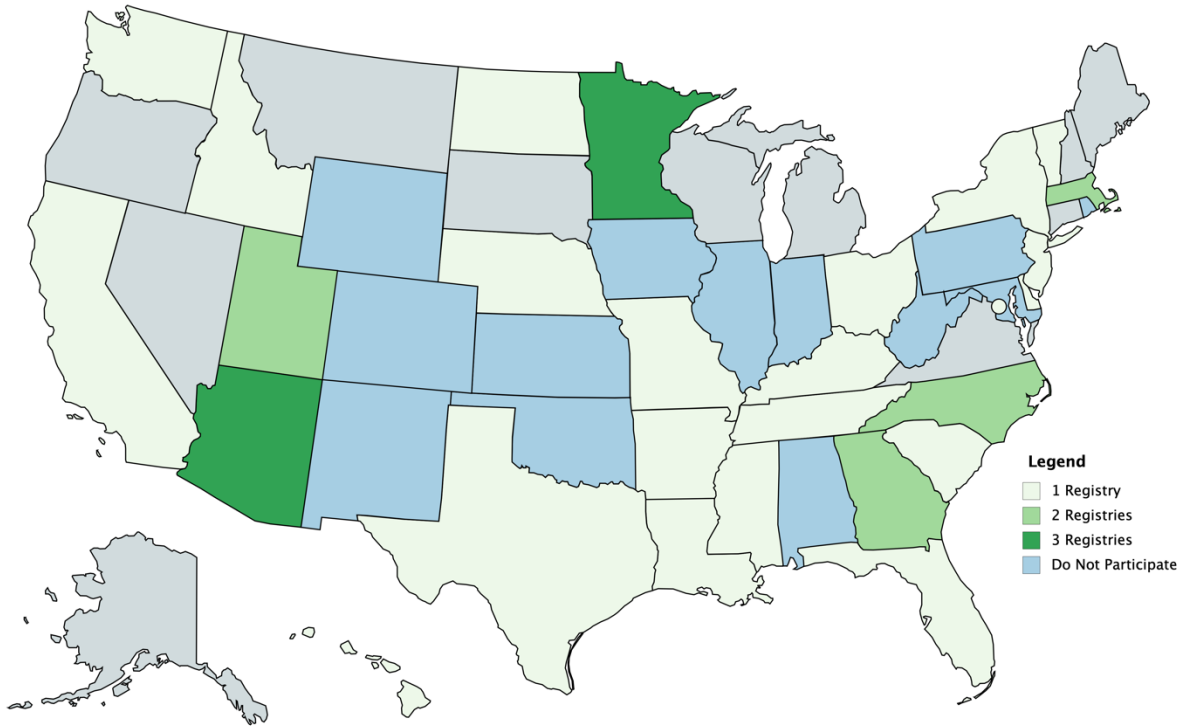 Legend
1 Registry
2 Registries
3 Registries
Do Not Participate